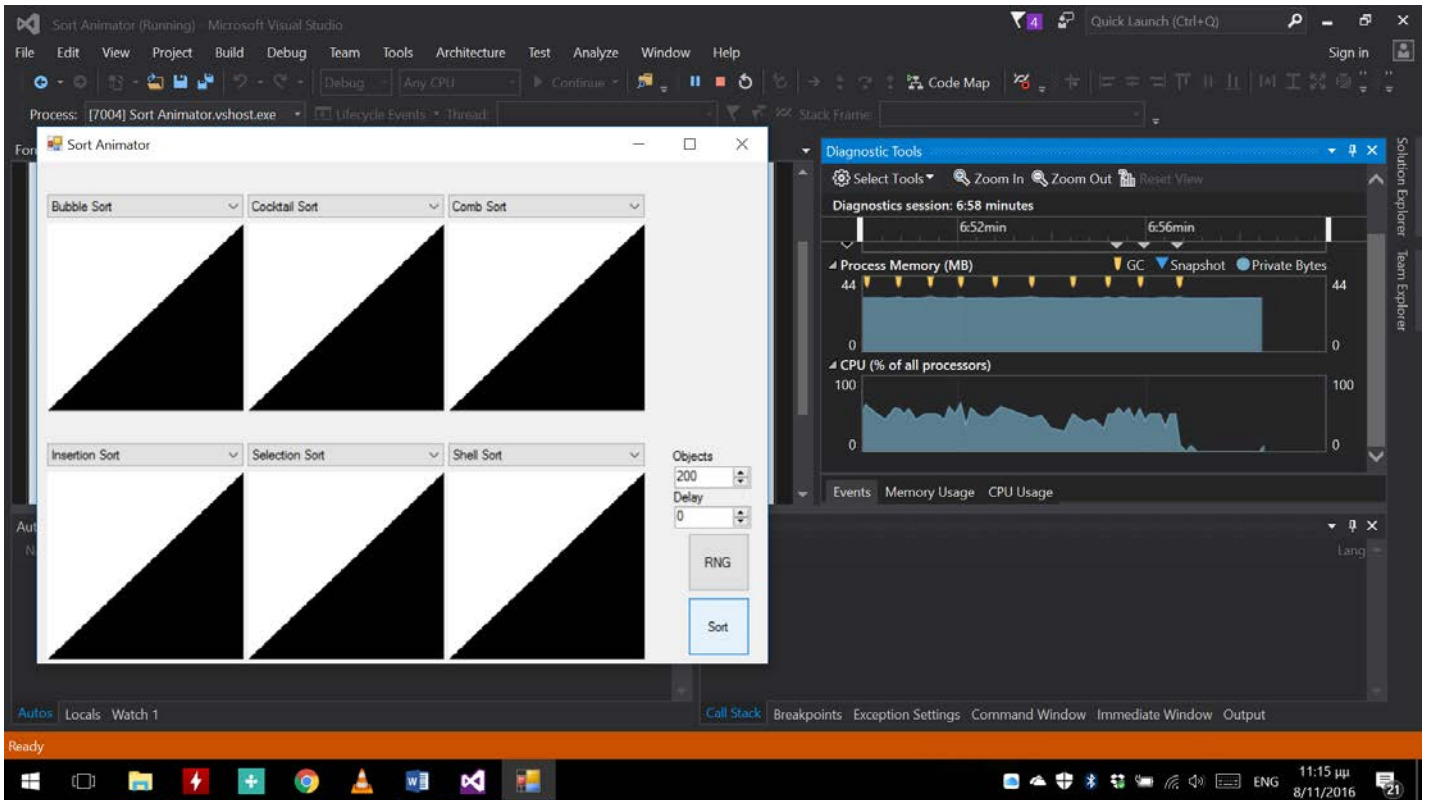 Sort Animator (Running) - Microsoft Visual Studio
4
Quick Launch (Ctrl+Q)
File Edit View Project Build Debug Team Tools Architecture Test Analyze Window Help
Sign in
Debug Any CPU Continue Code Map
Process: [7004] Sort Animator.vshost.exe Lifecycle Events Thread: Stack Frame:
Sort Animator
Bubble Sort Cocktail Sort Comb Sort
Insertion Sort Selection Sort Shell Sort
Objects
200
Delay
0
RNG
Sort
Diagnostic Tools
Select Tools Zoom In Zoom Out Reset View
Diagnostics session: 6:58 minutes
6:52min 6:56min
Process Memory (MB) GC Snapshot Private Bytes
44 44
0 0
CPU (% of all processors)
100 100
0 0
Events Memory Usage CPU Usage
Solution Explorer
Team Explorer
Lang
Autos Locals Watch 1
Call Stack Breakpoints Exception Settings Command Window Immediate Window Output
Ready
ENG
11:15 μμ
8/11/2016
21